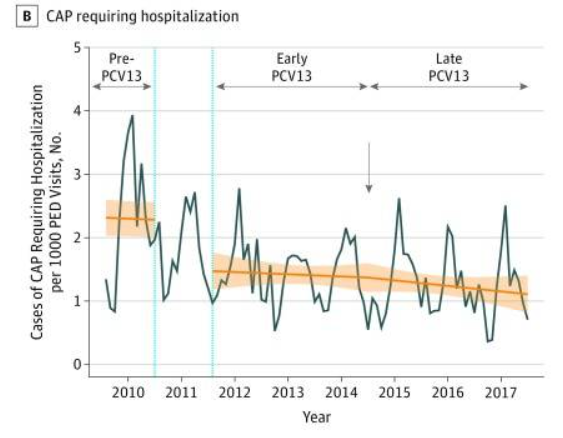 B CAP requiring hospitalization
Pre-
PCV13
Early
PCV13
Late
PCV13
Cases of CAP Requiring Hospitalization
per 1000 PED Visits, No.
5
4
3
2
1
0
2010 2011 2012 2013 2014 2015 2016 2017
Year